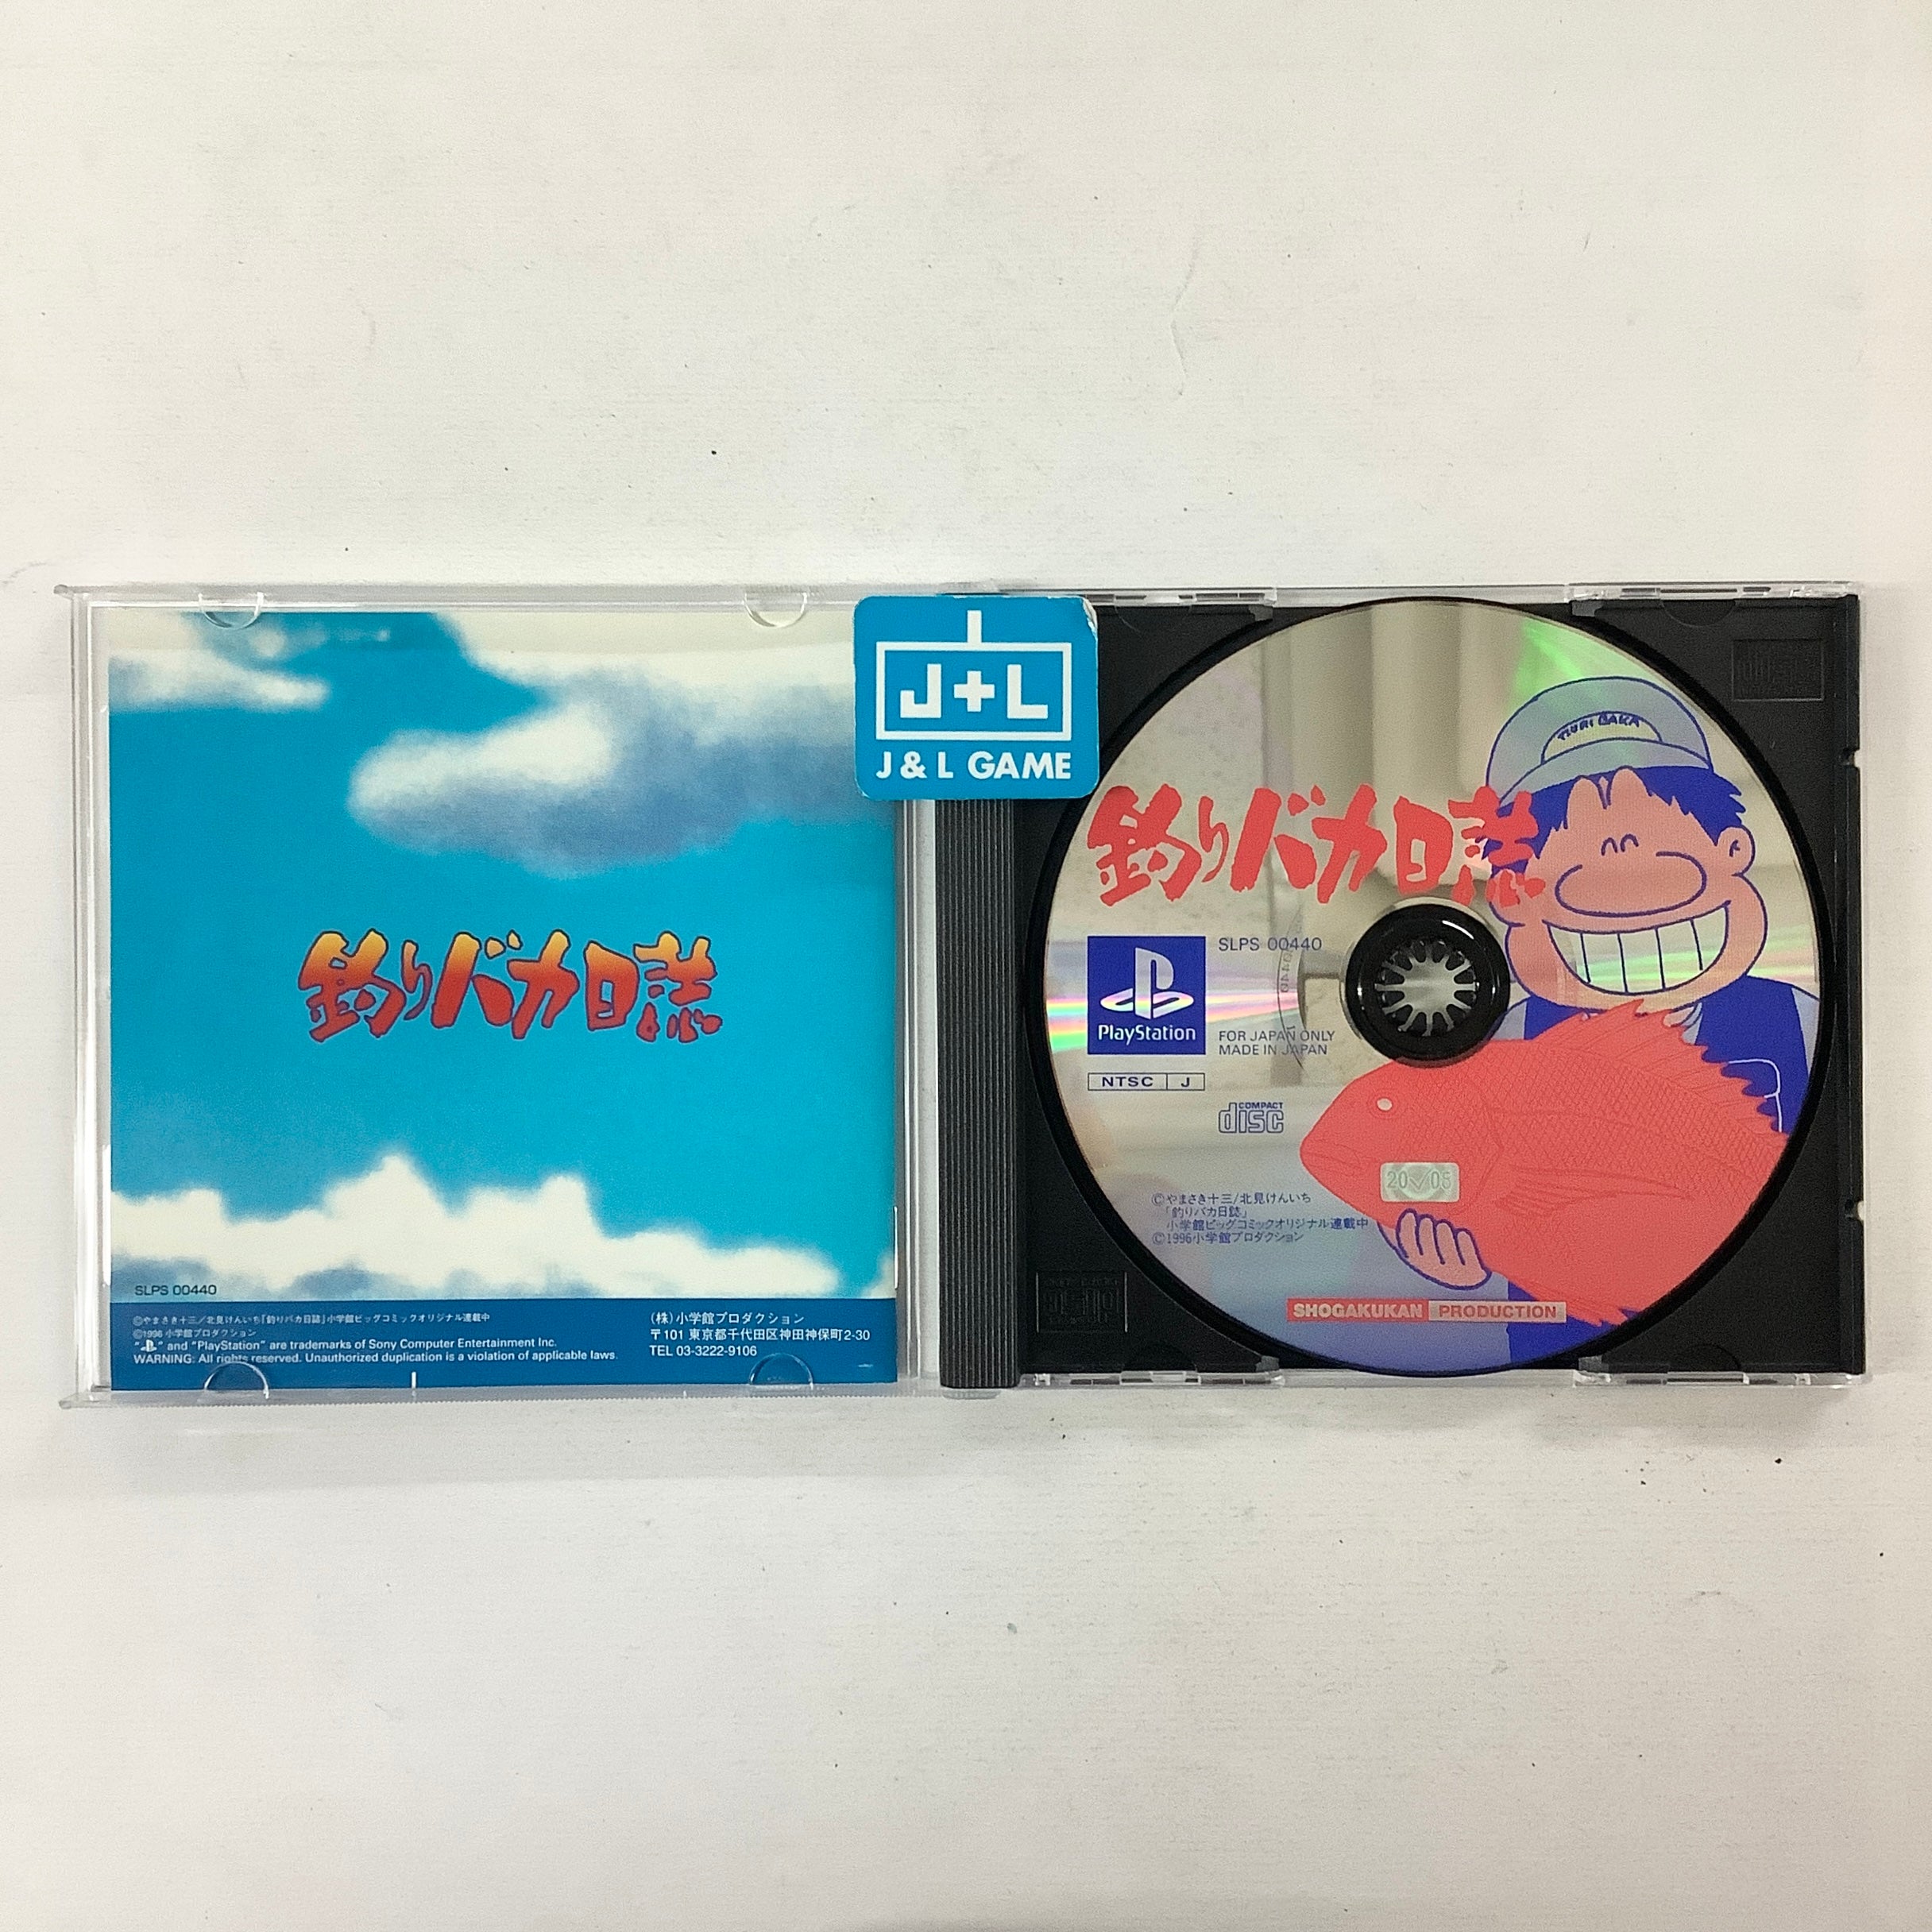 釣りバカ日誌
SLPS 00440
©やまさき十三/北見けんいち「釣りバカ日誌」小学館ビッグコミックオリジナル連載中
©1996 小学館プロダクション
" " and "PlayStation" are trademarks of Sony Computer Entertainment Inc.
WARNING: All rights reserved. Unauthorized duplication is a violation of applicable laws.
(株)小学館プロダクション
〒101 東京都千代田区神田神保町2-30
TEL 03-3222-9106
J+L
J & L GAME
TSURI BAKA
釣りバカ日誌
SLPS 00440
PlayStation
FOR JAPAN ONLY
MADE IN JAPAN
NTSC J
COMPACT
disc
20 05
©やまさき十三/北見けんいち
「釣りバカ日誌」
小学館ビッグコミックオリジナル連載中
©1996小学館プロダクション
SHOGAKUKAN PRODUCTION